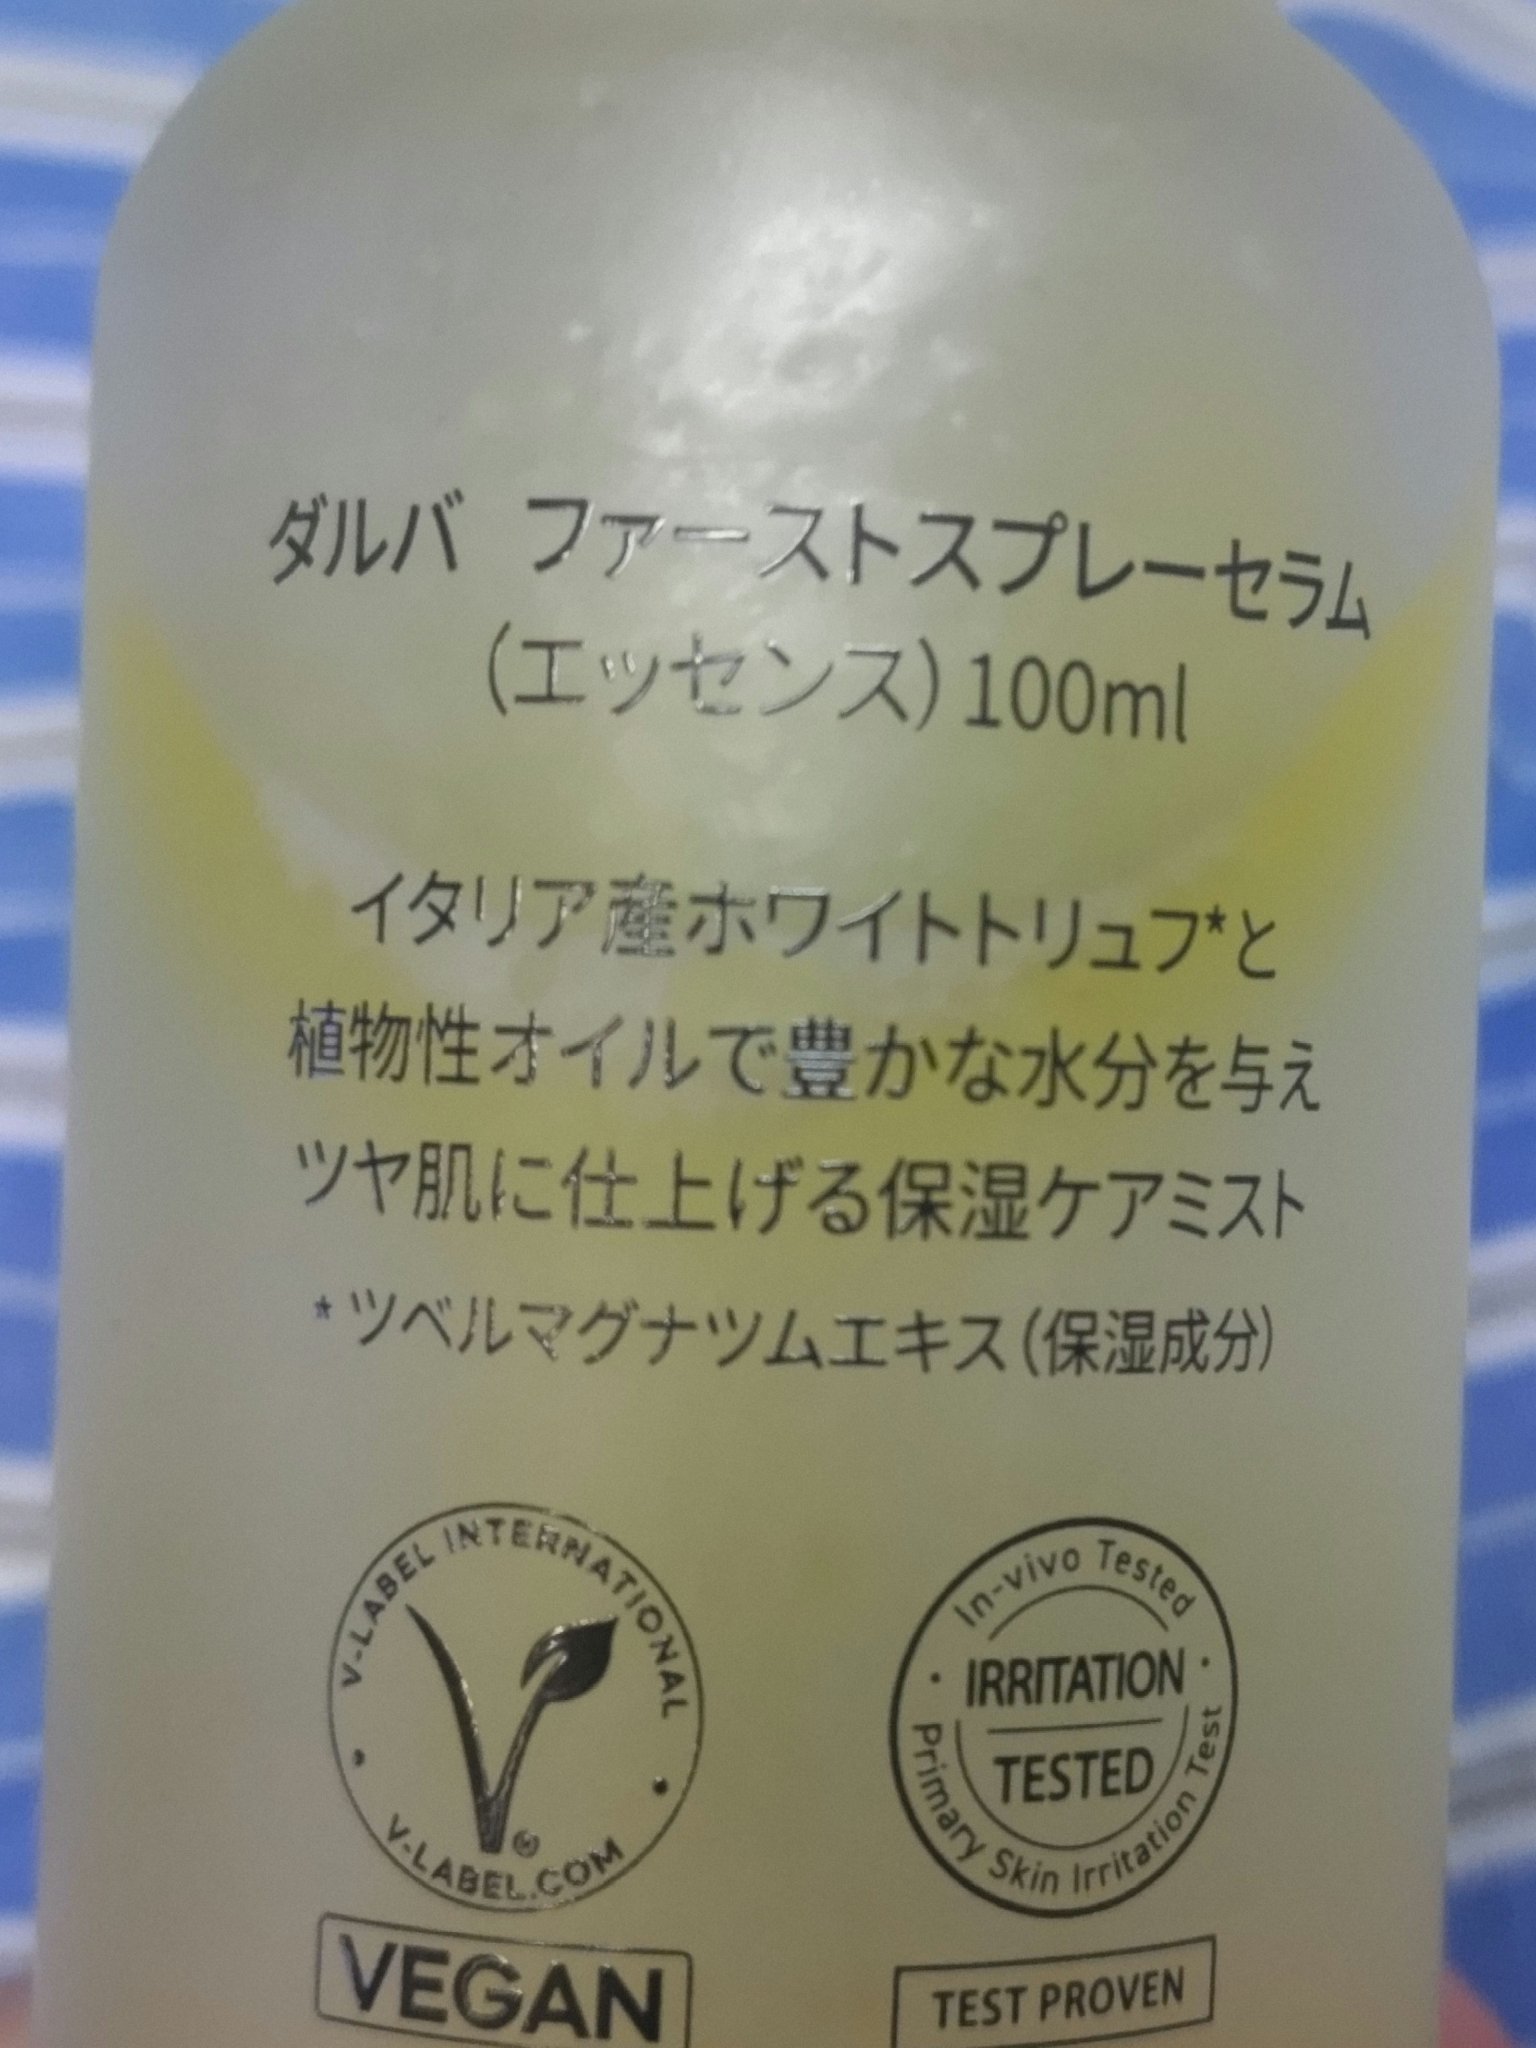 ダルバ ファーストスプレーセラム
(エッセンス) 100ml
イタリア産ホワイトトリュフ*と
植物性オイルで豊かな水分を与え
ツヤ肌に仕上げる保湿ケアミスト
* ツベルマグナツムエキス (保湿成分)
V-LABEL INTERNATIONAL
®
V-LABEL.COM
VEGAN
In-vivo Tested
IRRITATION
TESTED
Primary Skin Irritation Test
TEST PROVEN